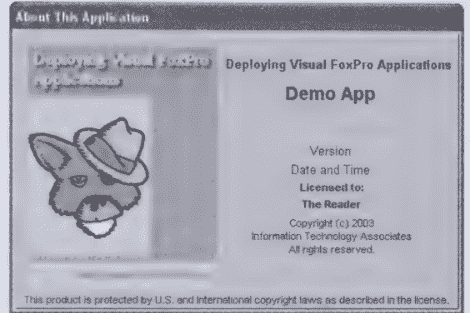 About This Application
Deploying Visual FoxPro
Applications
Deploying Visual FoxPro Applications
Demo App
Version
Date and Time
Licensed to:
The Reader
Copyright (c) 2003
Information Technology Associates
All rights reserved.
This product is protected by U.S. and international copyright laws as described in the license.